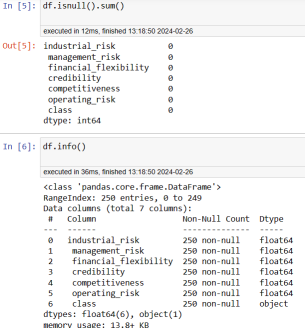 In [5]: df.isnull().sum()
executed in 12ms, finished 13:18:50 2024-02-26
Out[5]: industrial_risk 0
management_risk 0
financial_flexibility 0
credibility 0
competitiveness 0
operating_risk 0
class 0
dtype: int64
In [6]: df.info()
executed in 36ms, finished 13:18:50 2024-02-26
<class 'pandas.core.frame.DataFrame'>
RangeIndex: 250 entries, 0 to 249
Data columns (total 7 columns):
# Column Non-Null Count Dtype
--- ------ -------------- -----
0 industrial_risk 250 non-null float64
1 management_risk 250 non-null float64
2 financial_flexibility 250 non-null float64
3 credibility 250 non-null float64
4 competitiveness 250 non-null float64
5 operating_risk 250 non-null float64
6 class 250 non-null object
dtypes: float64(6), object(1)
memory usage: 13.8+ KB